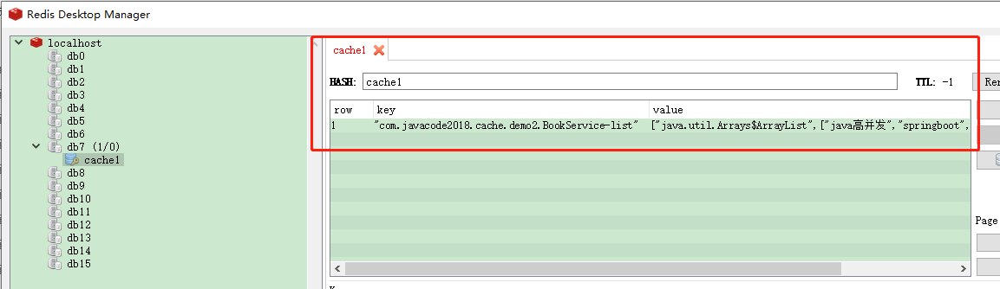 Redis Desktop Manager
localhost
db0
db1
db2
db3
db4
db5
db6
db7 (1/0)
cache1
db8
db9
db10
db11
db12
db13
db14
db15
cache1
HASH: cache1 TTL: -1 Ren
row key value
1 "com.javacode2018.cache.demo2.BookService-list" ["java.util.Arrays$ArrayList",["java高并发","springboot",
Page